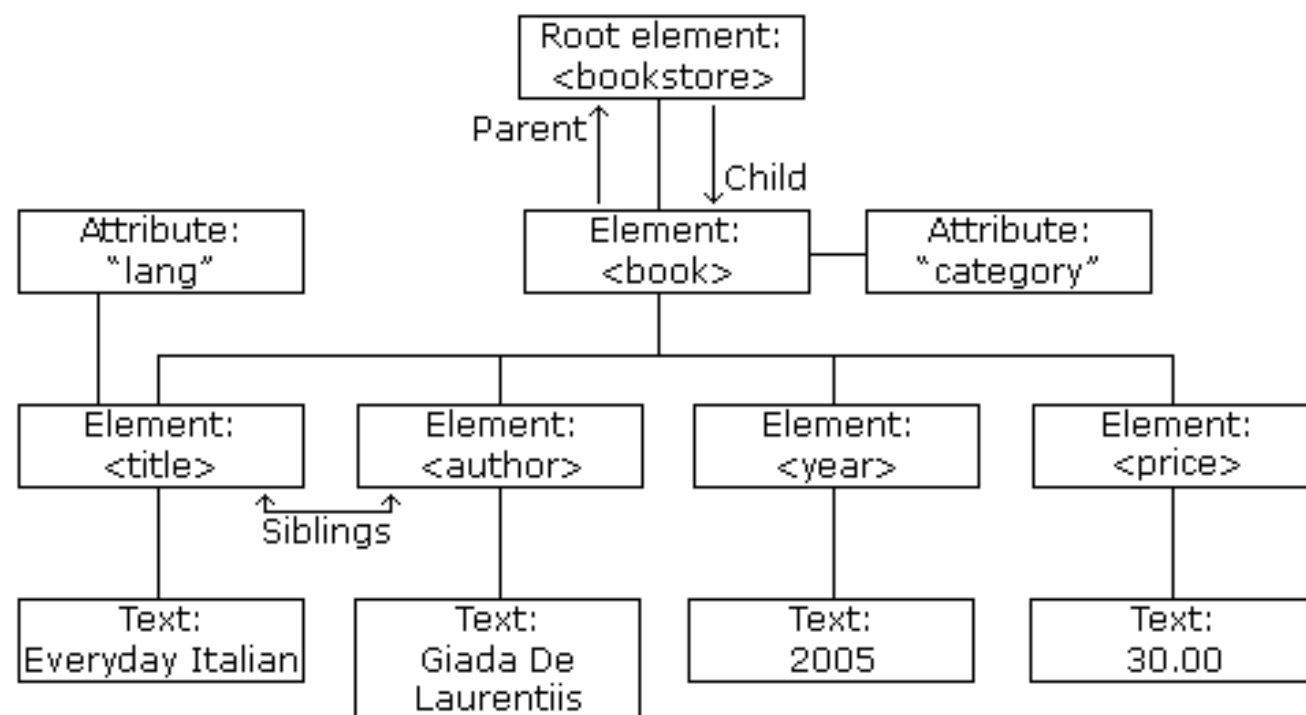 Root element:
<bookstore>
Parent
Child
Attribute:
“lang”
Element:
<book>
Attribute:
“category”
Element:
<title>
Element:
<author>
Element:
<year>
Element:
<price>
Siblings
Text:
Everyday Italian
Text:
Giada De
Laurentiis
Text:
2005
Text:
30.00